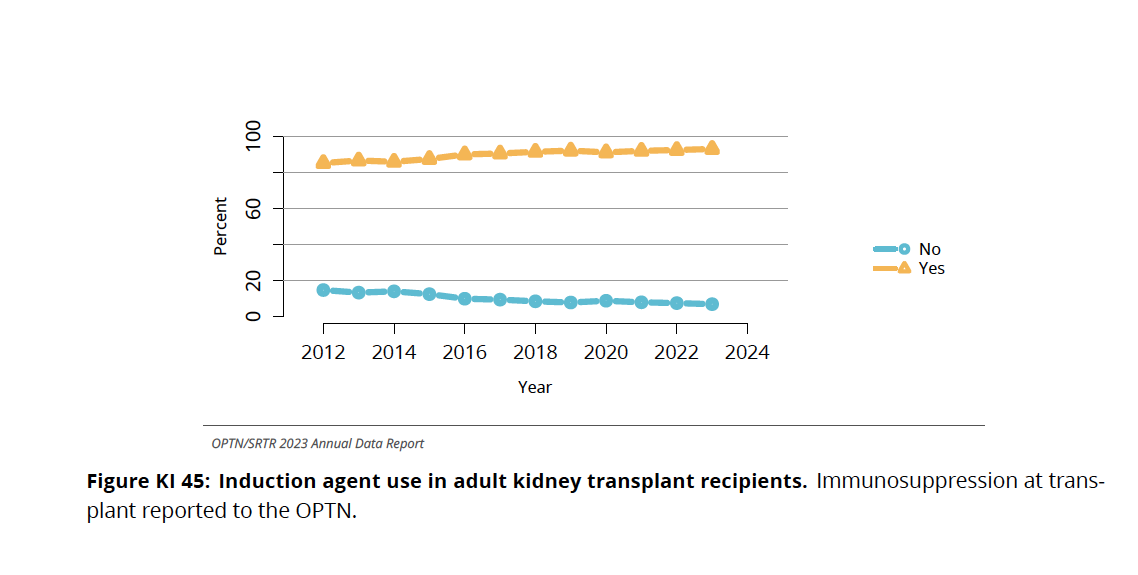 100
60
20
0
Percent
No
Yes
2012 2014 2016 2018 2020 2022 2024
Year
OPTN/SRTR 2023 Annual Data Report
Figure KI 45: Induction agent use in adult kidney transplant recipients. Immunosuppression at trans-
plant reported to the OPTN.